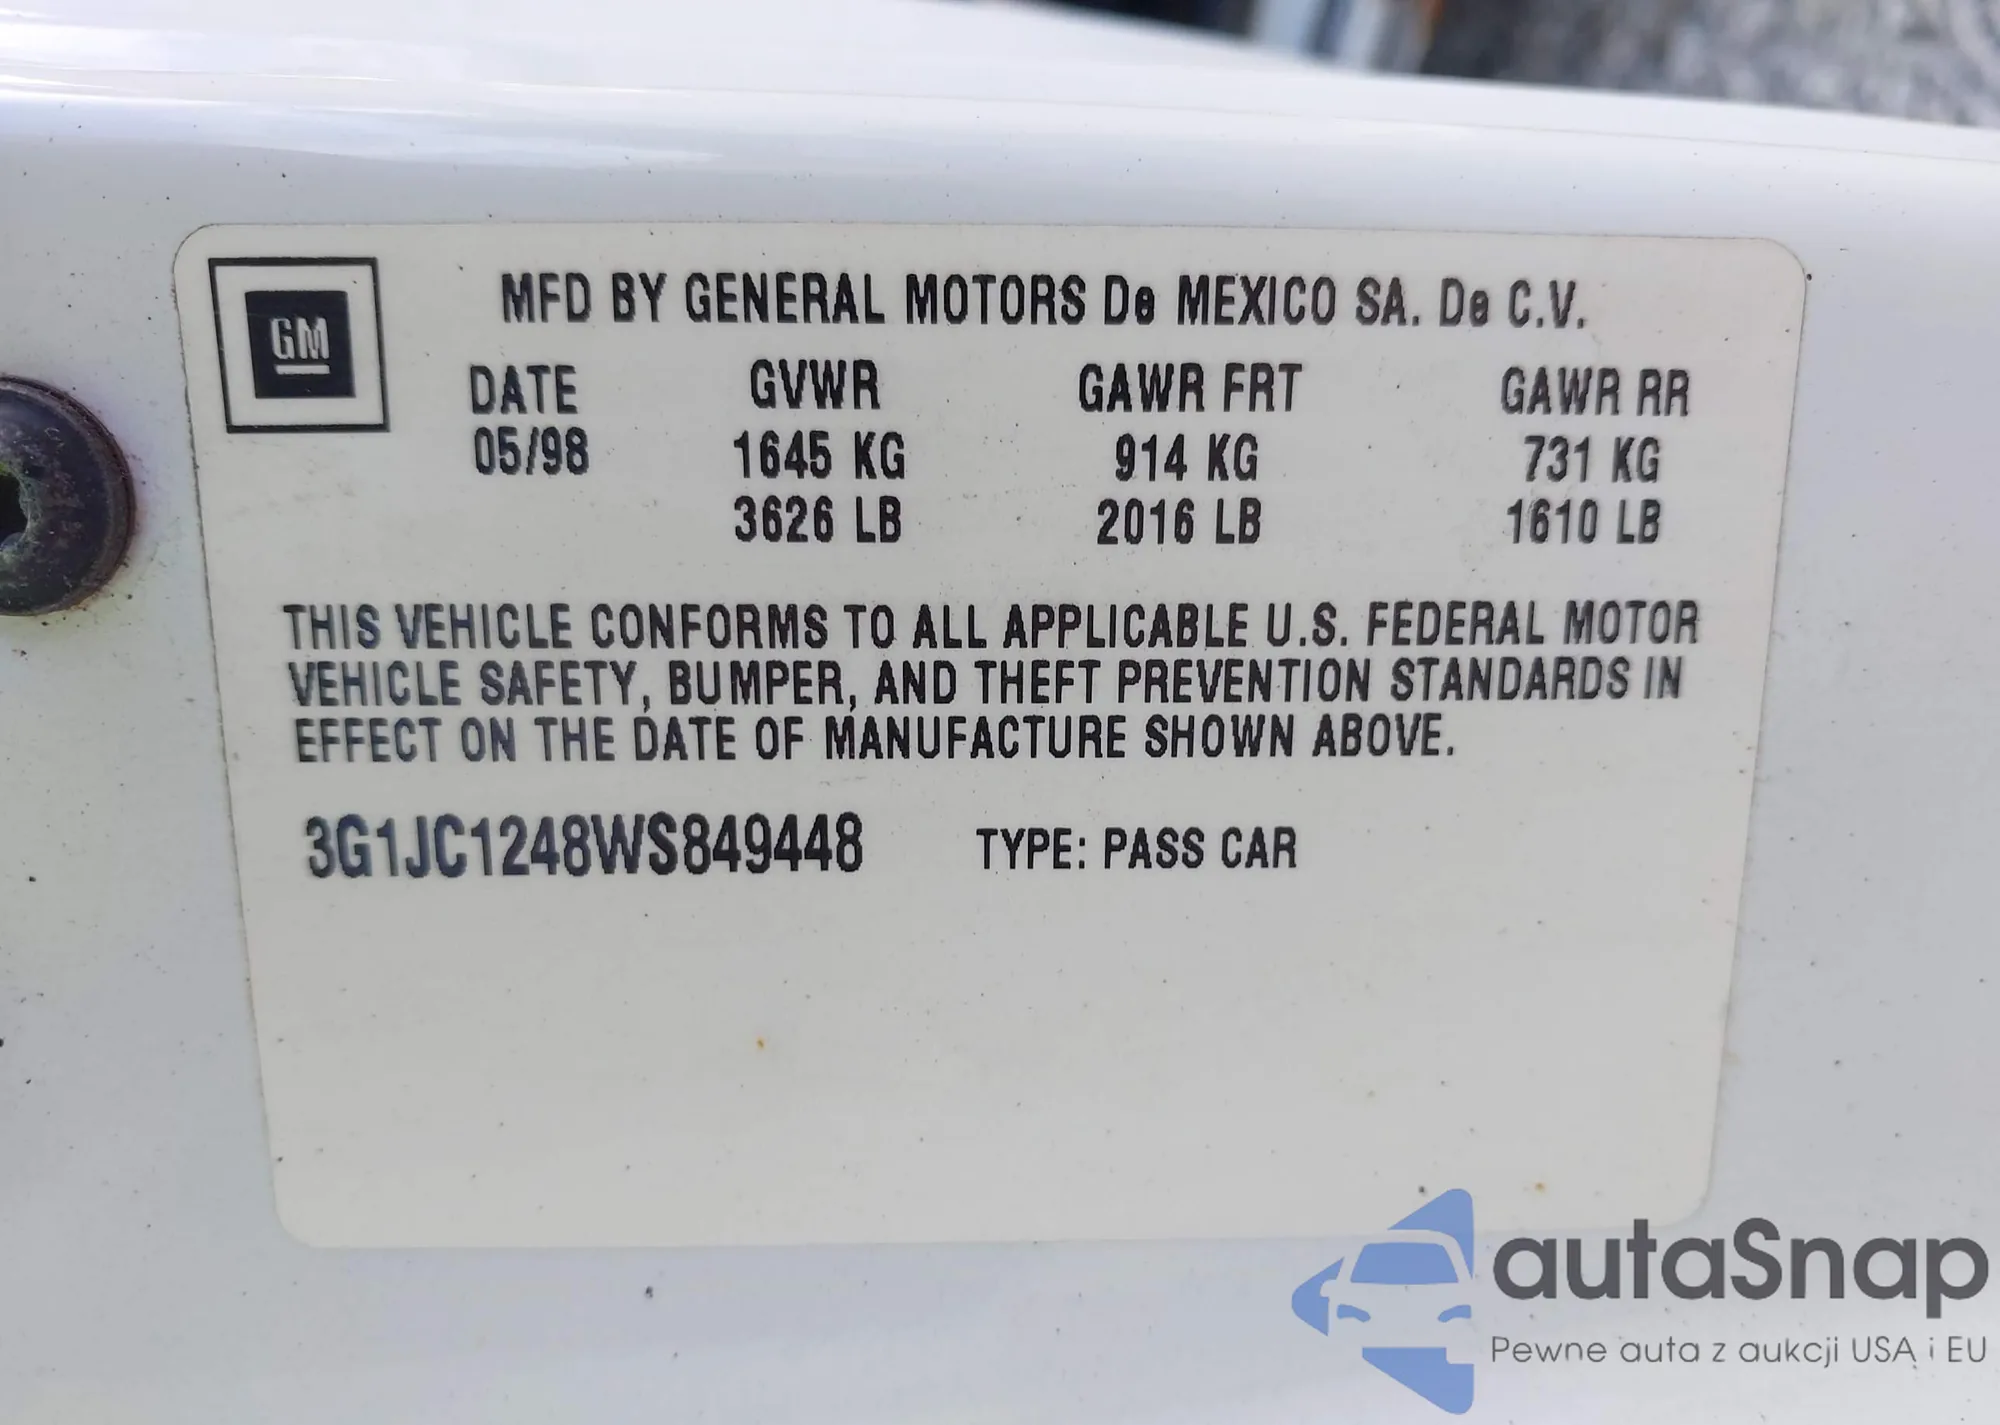 GM
MFD BY GENERAL MOTORS De MEXICO SA. De C.V.
DATE GVWR GAWR FRT GAWR RR
05/98 1645 KG 914 KG 731 KG
3626 LB 2016 LB 1610 LB
THIS VEHICLE CONFORMS TO ALL APPLICABLE U.S. FEDERAL MOTOR
VEHICLE SAFETY, BUMPER, AND THEFT PREVENTION STANDARDS IN
EFFECT ON THE DATE OF MANUFACTURE SHOWN ABOVE.
3G1JC1248WS849448 TYPE: PASS CAR
autaSnap
Pewne auta z aukcji USA i EU